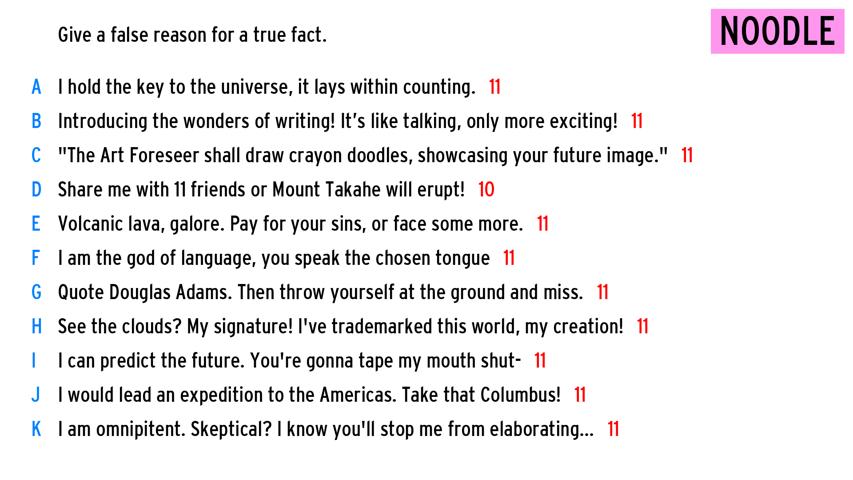 Give a false reason for a true fact.
NOODLE
A I hold the key to the universe, it lays within counting. 11
B Introducing the wonders of writing! It’s like talking, only more exciting! 11
C "The Art Foreseer shall draw crayon doodles, showcasing your future image." 11
D Share me with 11 friends or Mount Takahe will erupt! 10
E Volcanic lava, galore. Pay for your sins, or face some more. 11
F I am the god of language, you speak the chosen tongue 11
G Quote Douglas Adams. Then throw yourself at the ground and miss. 11
H See the clouds? My signature! I've trademarked this world, my creation! 11
I I can predict the future. You're gonna tape my mouth shut- 11
J I would lead an expedition to the Americas. Take that Columbus! 11
K I am omnipitent. Skeptical? I know you'll stop me from elaborating... 11